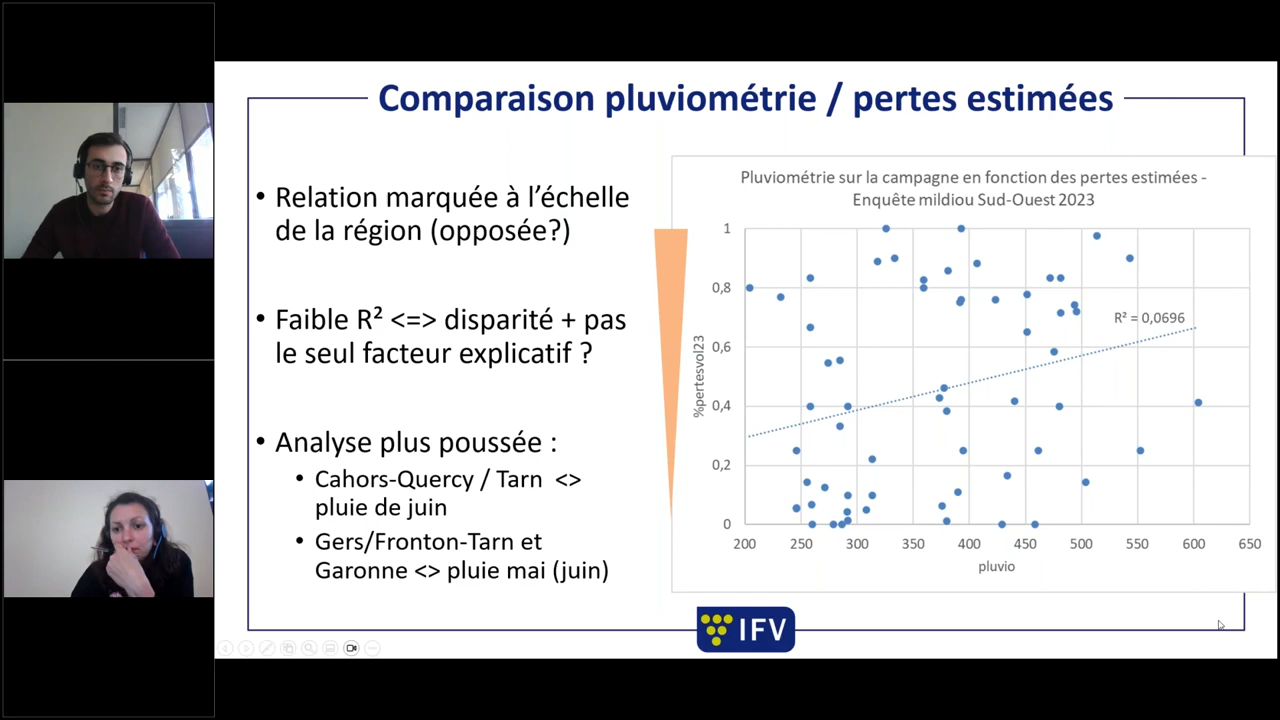 Comparaison pluviométrie / pertes estimées
• Relation marquée à l'échelle
de la région (opposée?)
• Faible R² <=> disparité + pas
le seul facteur explicatif ?
• Analyse plus poussée :
• Cahors-Quercy / Tarn <>
pluie de juin
• Gers/Fronton-Tarn et
Garonne <> pluie mai (juin)
Pluviométrie sur la campagne en fonction des pertes estimées -
Enquête mildiou Sud-Ouest 2023
%pertesvol23
1
0,8
0,6
0,4
0,2
0
R² = 0,0696
200 250 300 350 400 450 500 550 600 650
pluvio
IFV